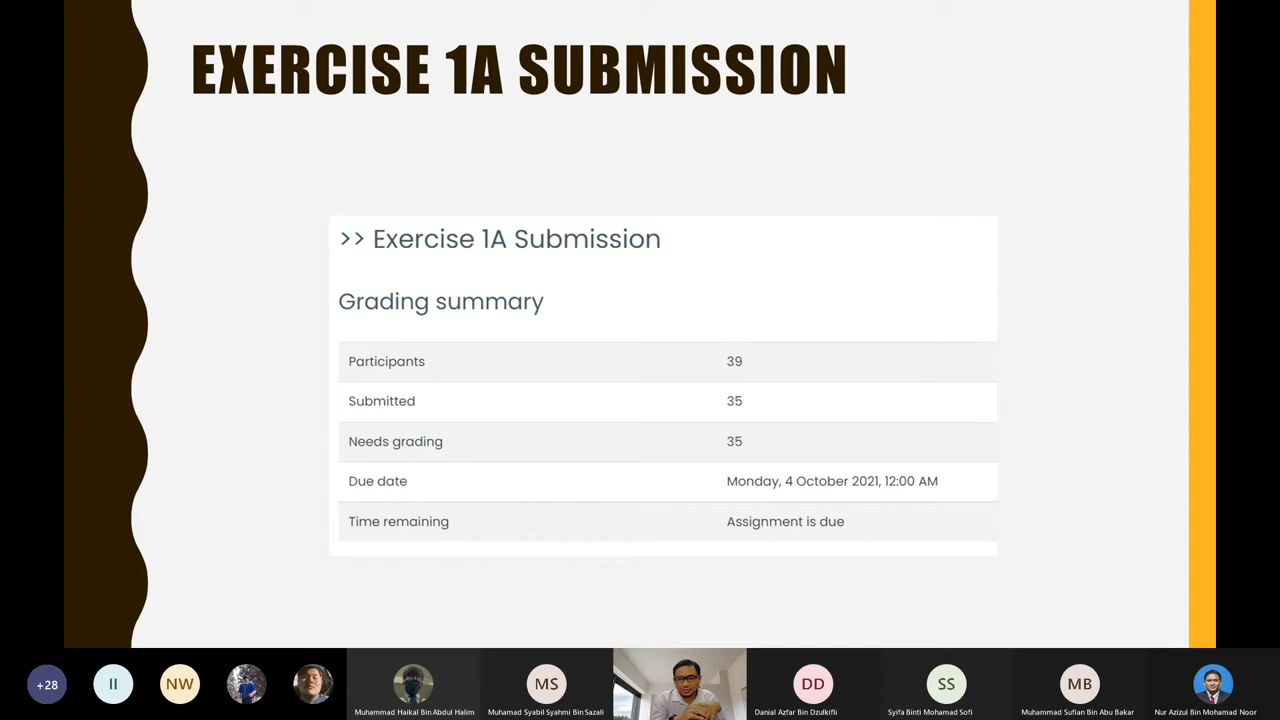 EXERCISE 1A SUBMISSION
>> Exercise 1A Submission
Grading summary
Participants 39
Submitted 35
Needs grading 35
Due date Monday, 4 October 2021, 12:00 AM
Time remaining Assignment is due
+28 II NW MS DD SS MB
Muhammad Haikal Bin Abdul Halim Muhamad Syabil Syahmi Bin Sazali Danial Azfar Bin Dzulkifli Syifa Binti Mohamad Sofi Muhammad Sufian Bin Abu Bakar Nur Azizul Bin Mohamad Noor